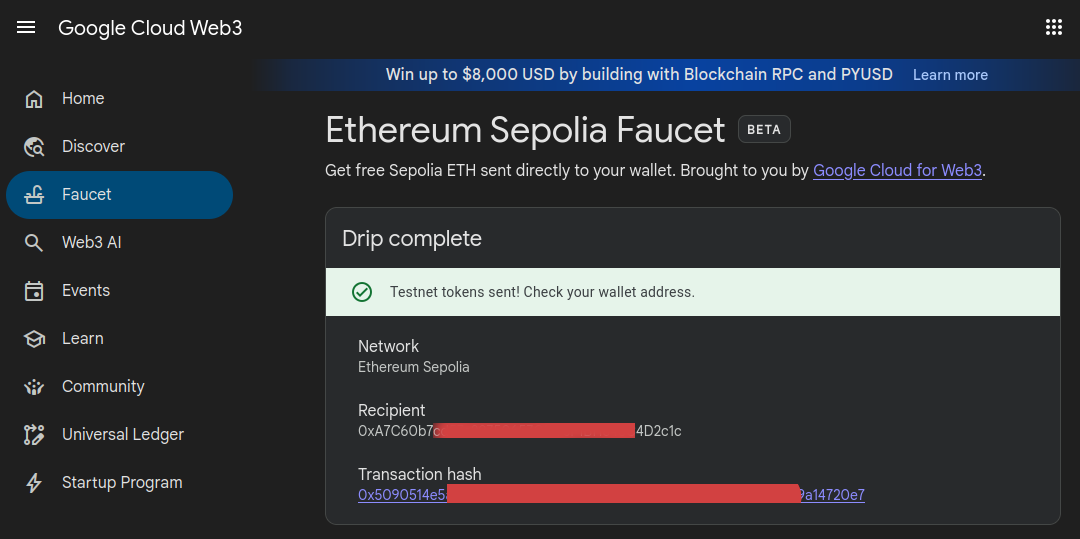 Google Cloud Web3
Win up to $8,000 USD by building with Blockchain RPC and PYUSD Learn more
Home
Discover
Faucet
Web3 AI
Events
Learn
Community
Universal Ledger
Startup Program
Ethereum Sepolia Faucet BETA
Get free Sepolia ETH sent directly to your wallet. Brought to you by Google Cloud for Web3.
Drip complete
Testnet tokens sent! Check your wallet address.
Network
Ethereum Sepolia
Recipient
0xA7C60b7c 4D2c1c
Transaction hash
0x5090514e5 9a14720e7